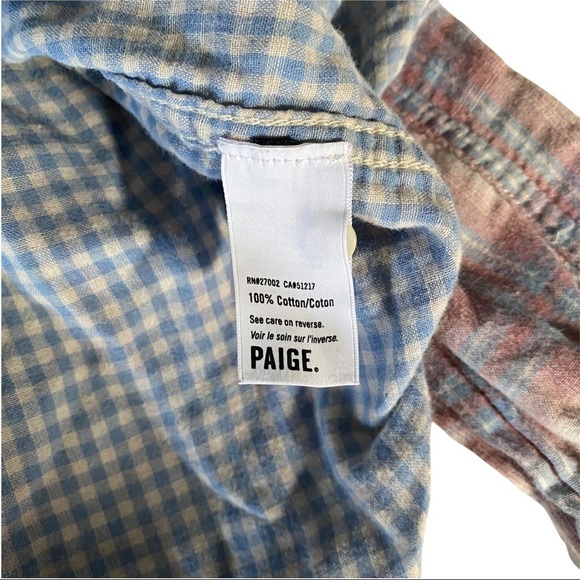 RN#27002 CA#51217
100% Cotton/Coton
See care on reverse.
Voir le soin sur l'inverse.
PAIGE.